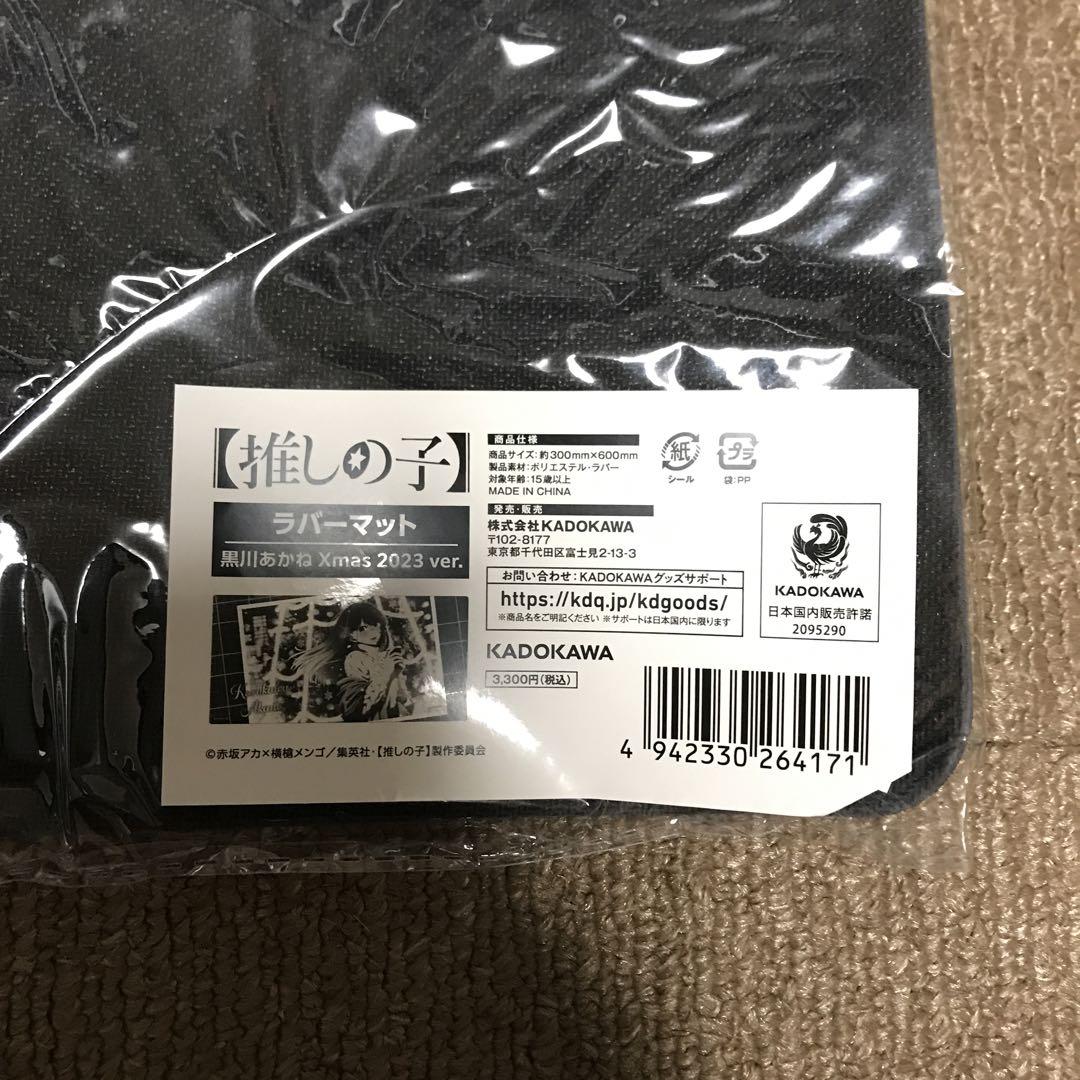 【推しの子】
ラバーマット
黒川あかね Xmas 2023 ver.
©赤坂アカ×横槍メンゴ/集英社・【推しの子】製作委員会
商品仕様
商品サイズ:約300mm×600mm
製品素材:ポリエステル・ラバー
対象年齢:15歳以上
MADE IN CHINA
発売・販売
株式会社KADOKAWA
〒102-8177
東京都千代田区富士見2-13-3
お問い合わせ:KADOKAWAグッズサポート
https://kdq.jp/kdgoods/
※商品名をご明記ください ※サポートは日本国内に限ります
KADOKAWA
3,300円(税込)
紙
シール
プラ
袋:PP
KADOKAWA
日本国内販売許諾
2095290
4 942330 264171